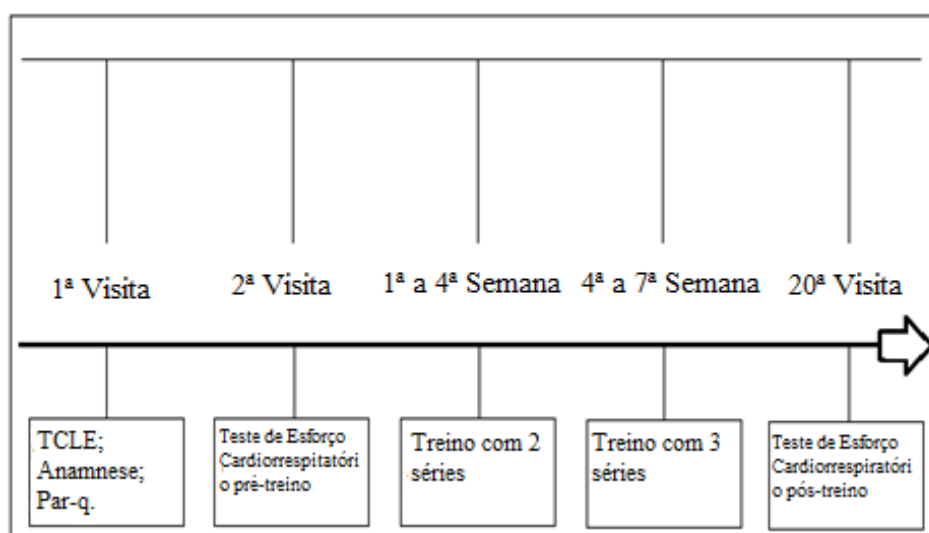 1ª Visita
2ª Visita
1ª a 4ª Semana
4ª a 7ª Semana
20ª Visita
TCLE;
Anamnese;
Par-q.
Teste de Esforço
Cardiorrespitatóri
o pré-treino
Treino com 2
séries
Treino com 3
séries
Teste de Esforço
Cardiorrespiratóri
o pós-treino